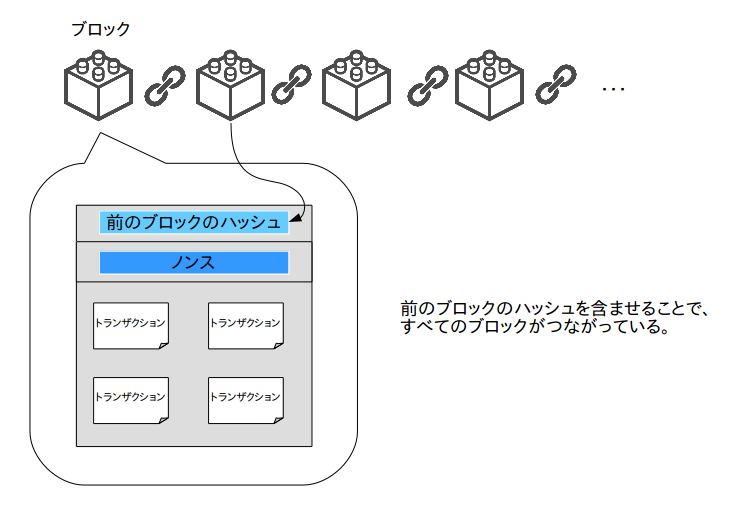 ブロック
…
前のブロックのハッシュ
ノンス
トランザクション
トランザクション
トランザクション
トランザクション
前のブロックのハッシュを含ませることで、
すべてのブロックがつながっている。